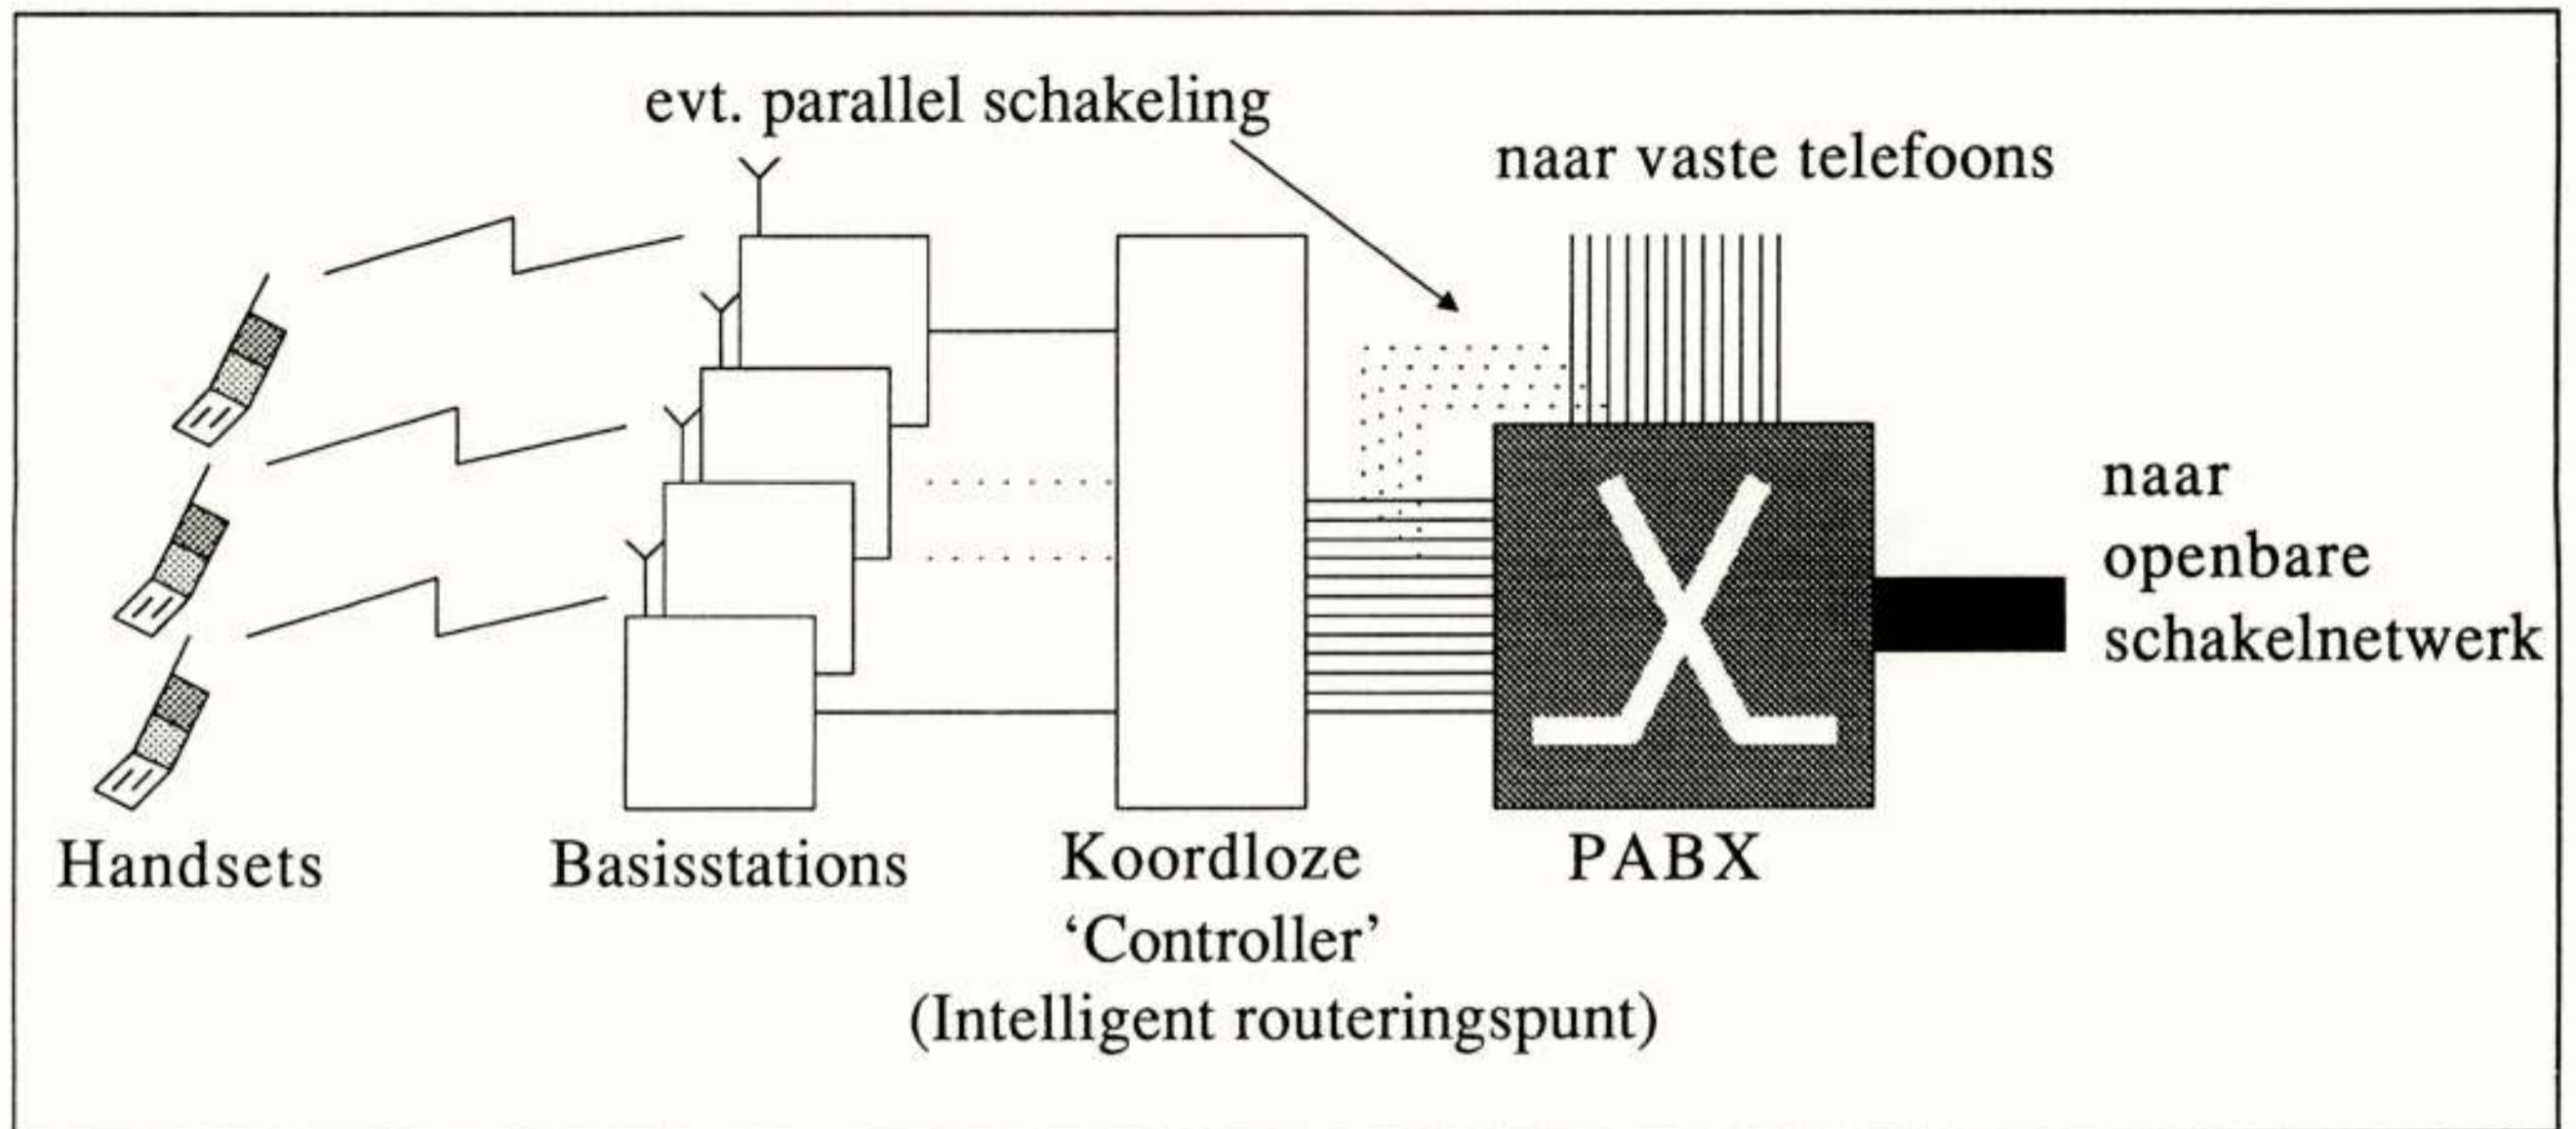 evt. parallel schakeling
naar vaste telefoons
naar
openbare
schakelnetwerk
Handsets
Basisstations
Koordloze
‘Controller’
(Intelligent routeringspunt)
PABX